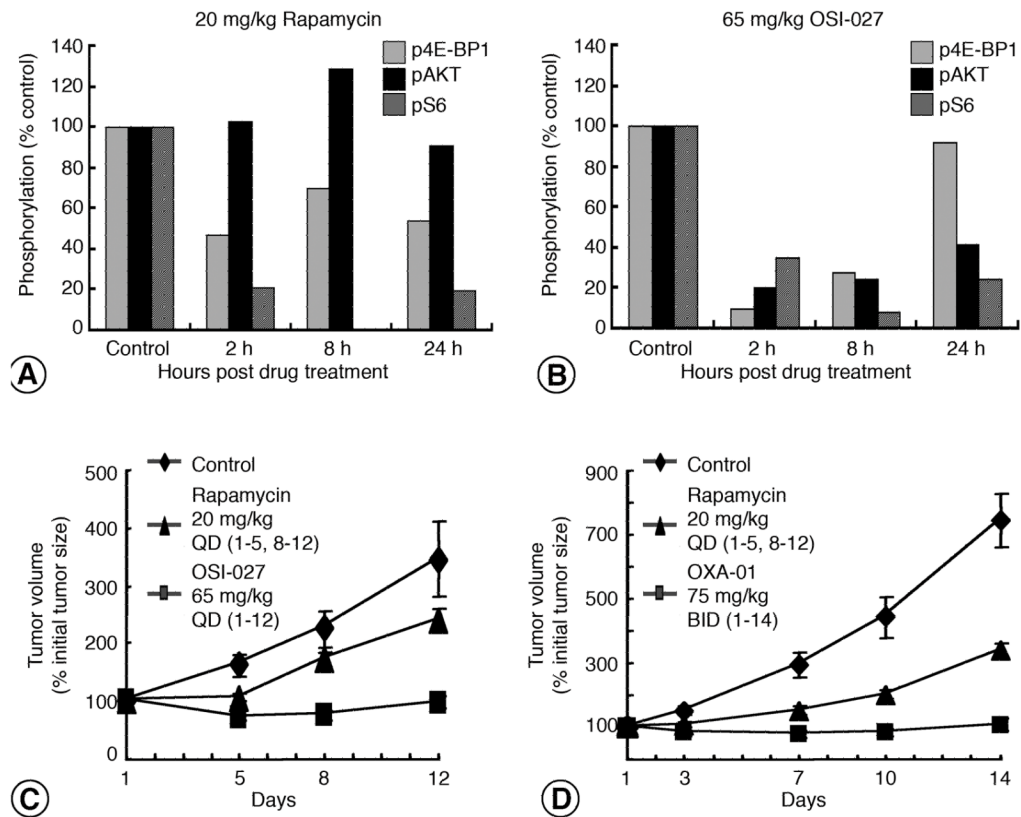 20 mg/kg Rapamycin
p4E-BP1
pAKT
pS6
Phosphorylation (% control)
140
120
100
80
60
40
20
0
Control
2 h
8 h
24 h
Hours post drug treatment
A
65 mg/kg OSI-027
p4E-BP1
pAKT
pS6
Phosphorylation (% control)
140
120
100
80
60
40
20
0
Control
2 h
8 h
24 h
Hours post drug treatment
B
Control
Rapamycin
20 mg/kg
QD (1-5, 8-12)
OSI-027
65 mg/kg
QD (1-12)
Tumor volume
(% initial tumor size)
500
400
300
200
100
0
1
5
8
12
Days
C
Control
Rapamycin
20 mg/kg
QD (1-5, 8-12)
OXA-01
75 mg/kg
BID (1-14)
Tumor volume
(% initial tumor size)
900
700
500
300
100
1
3
7
10
14
Days
D